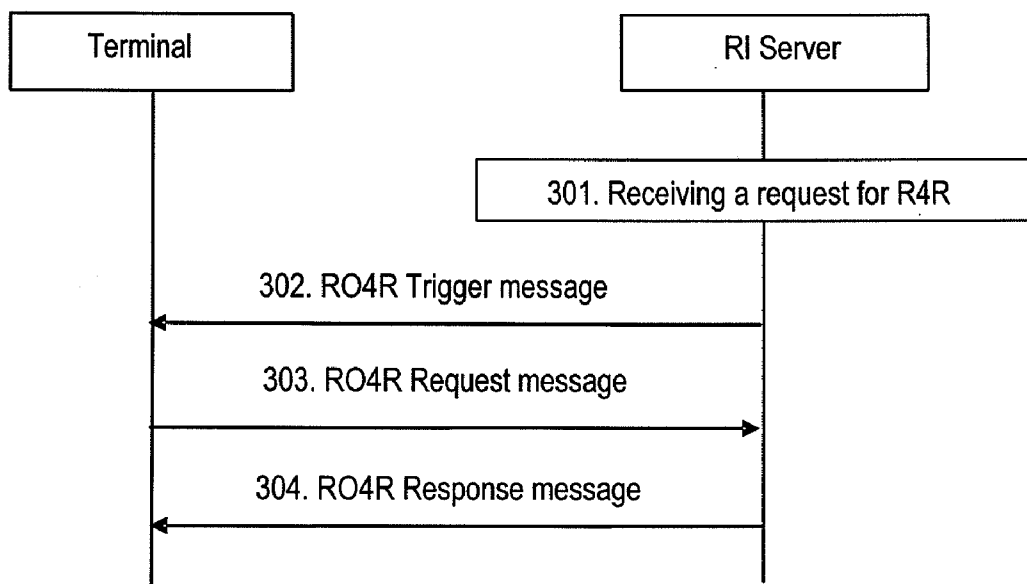 Terminal
RI Server
301. Receiving a request for R4R
302. RO4R Trigger message
303. RO4R Request message
304. RO4R Response message